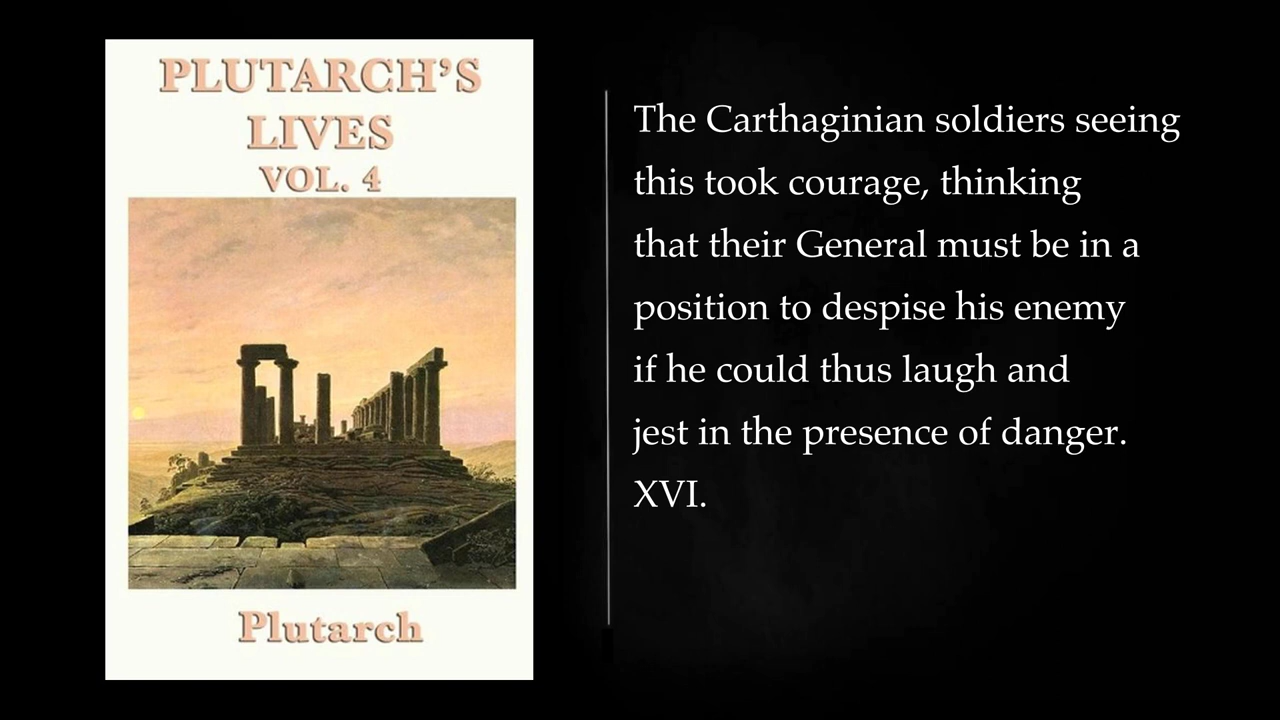 PLUTARCH'S
LIVES
VOL. 4
Plutarch
The Carthaginian soldiers seeing
this took courage, thinking
that their General must be in a
position to despise his enemy
if he could thus laugh and
jest in the presence of danger.
XVI.